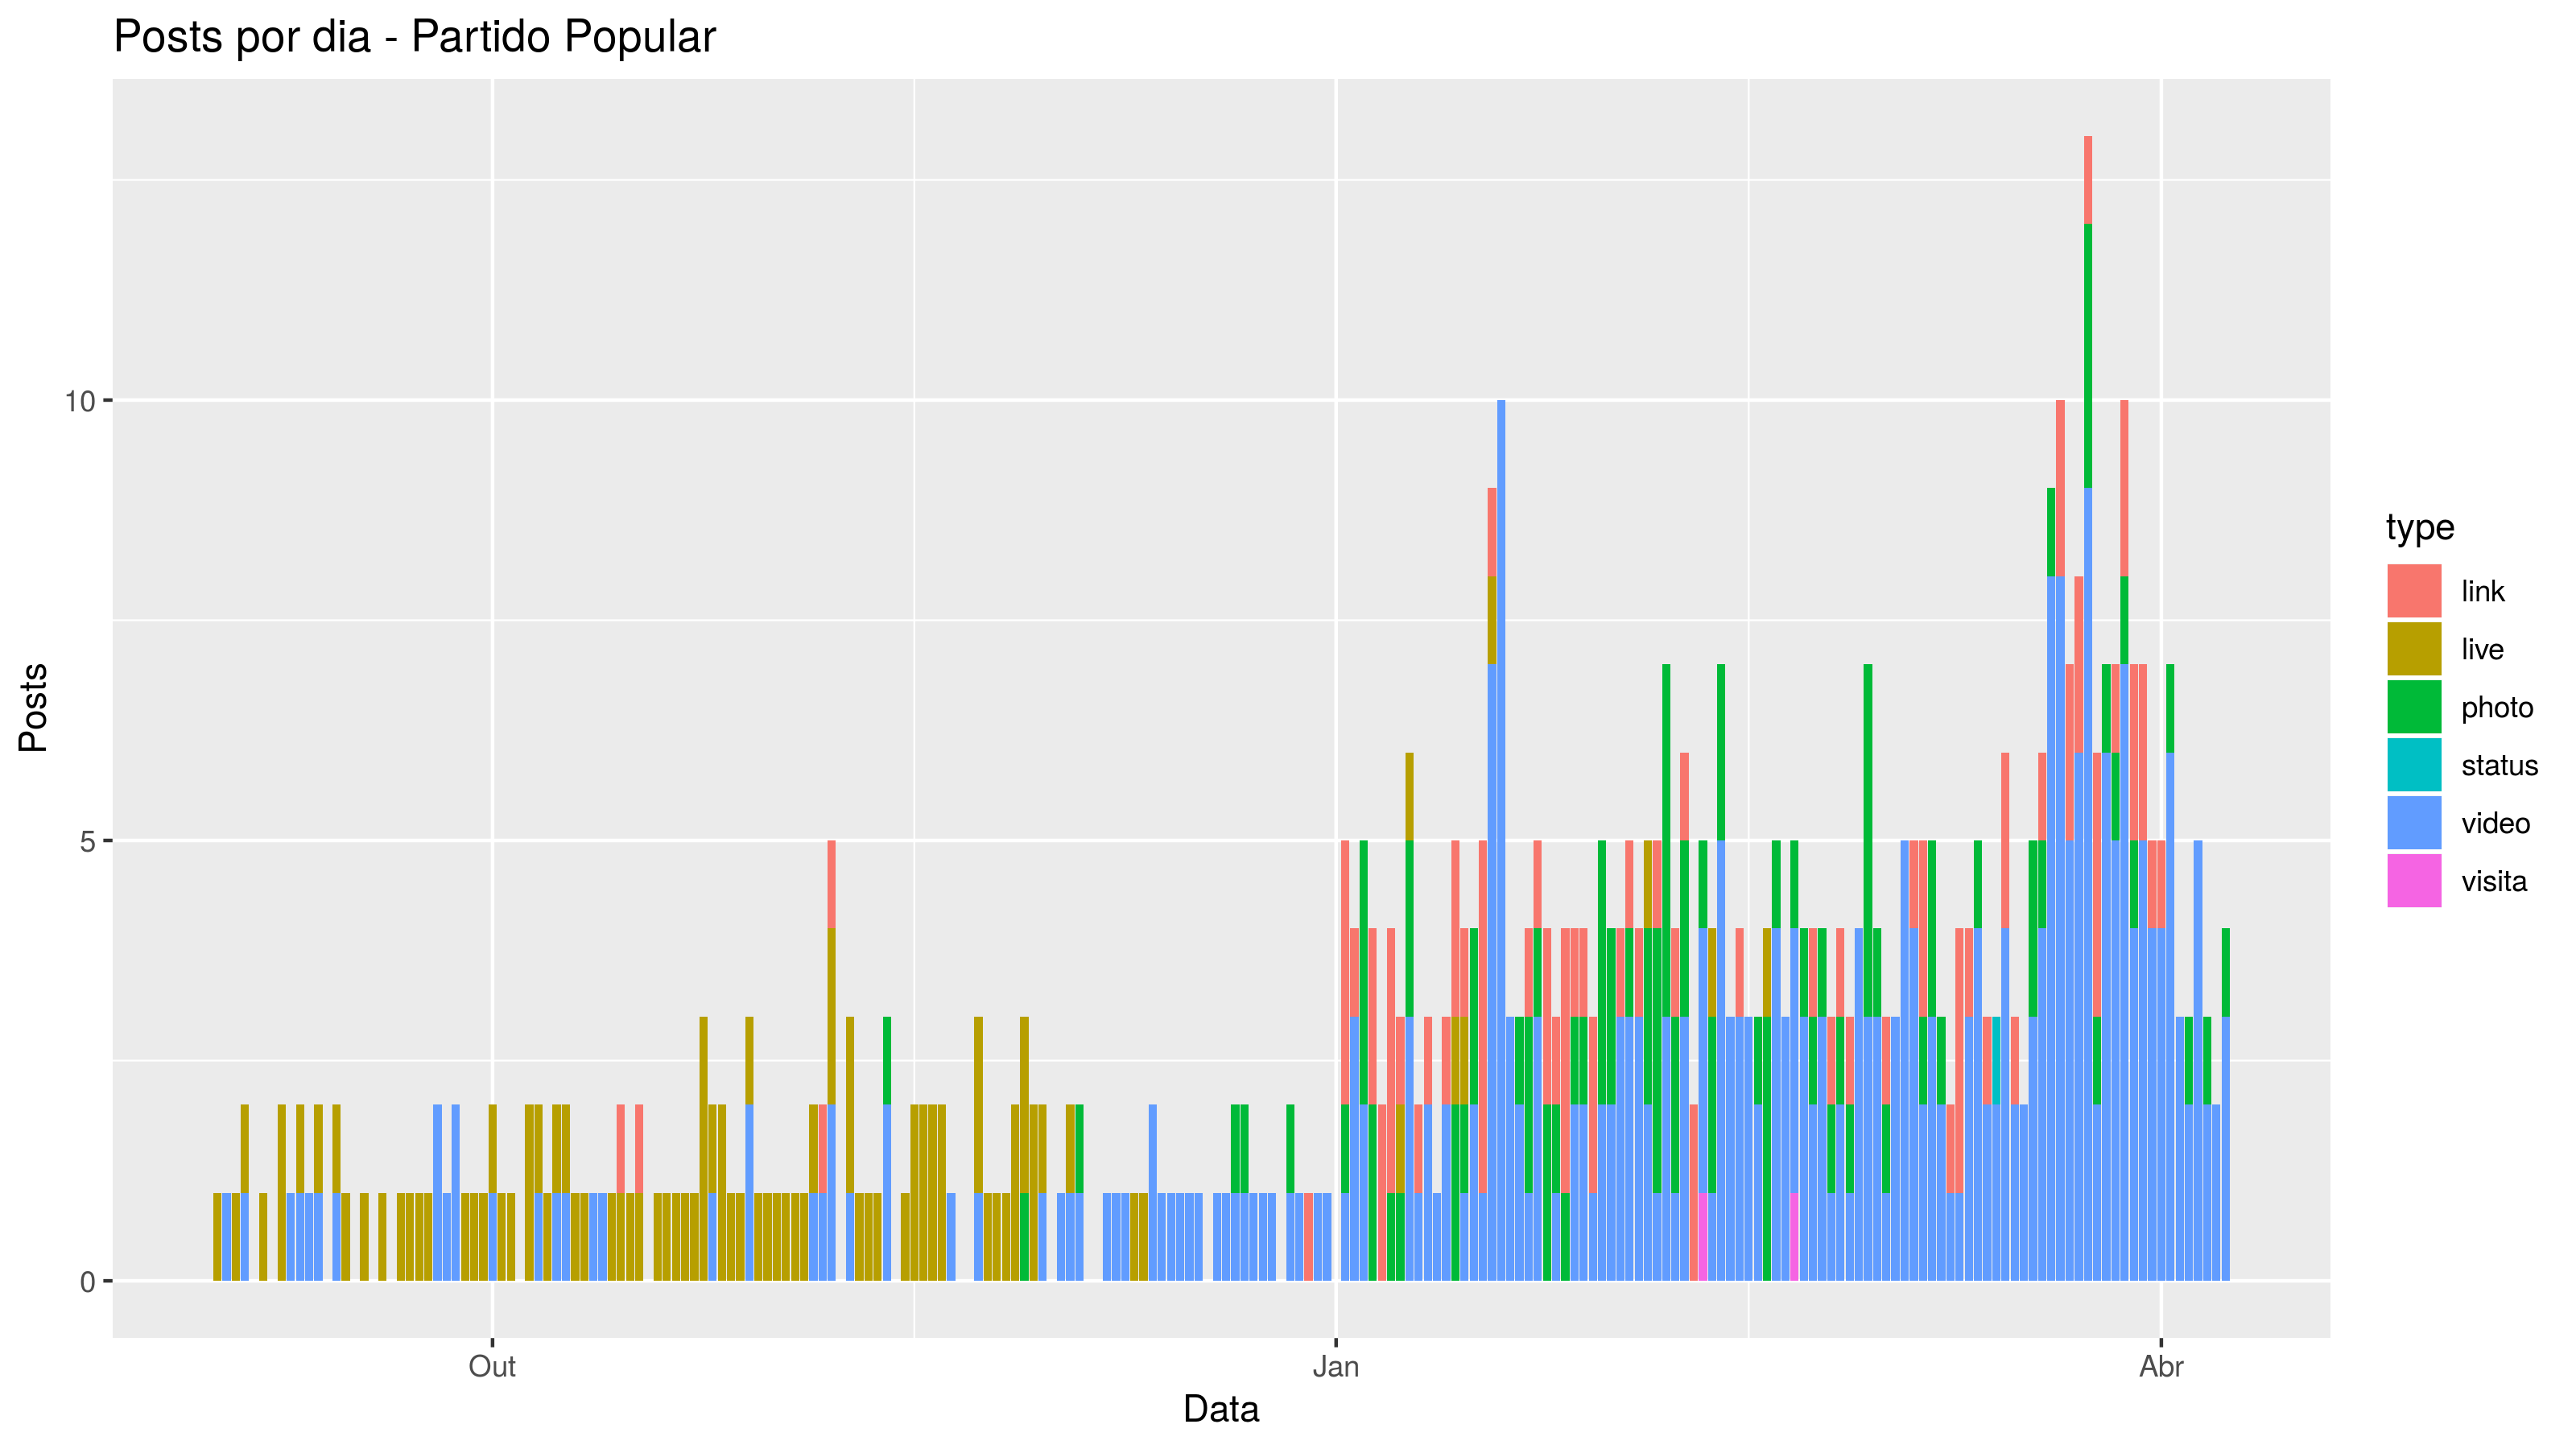 Posts por dia - Partido Popular
Posts
10
5
0
Out
Jan
Abr
Data
type
link
live
photo
status
video
visita